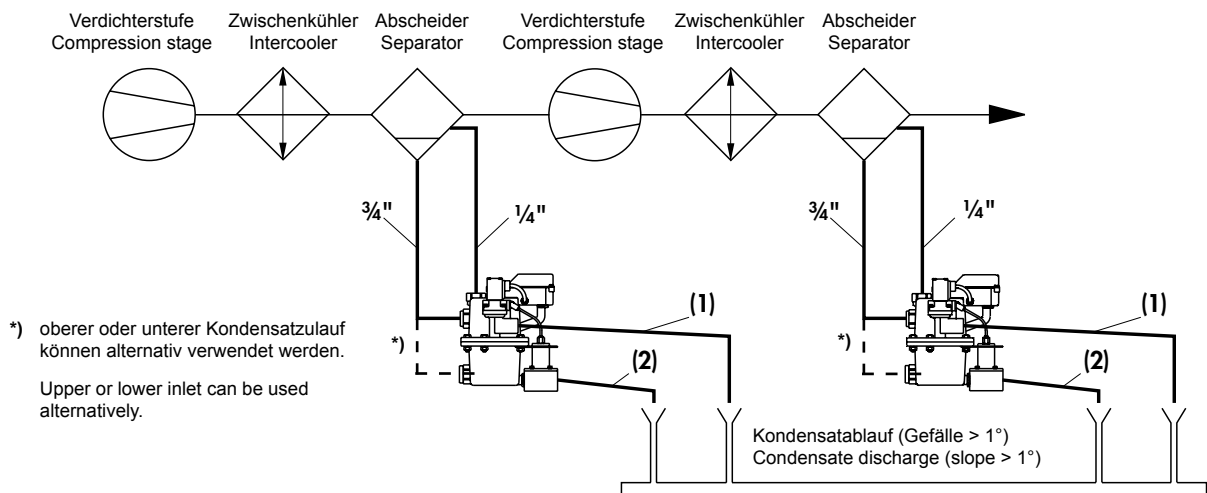 Verdichterstufe
Compression stage
Zwischenkühler
Intercooler
Abscheider
Separator
Verdichterstufe
Compression stage
Zwischenkühler
Intercooler
Abscheider
Separator
¾"
¼"
¾"
¼"
(1)
(1)
*) oberer oder unterer Kondensatzulauf
können alternativ verwendet werden.
*)
(2)
*)
(2)
Upper or lower inlet can be used
alternatively.
Kondensatablauf (Gefälle > 1°)
Condensate discharge (slope > 1°)